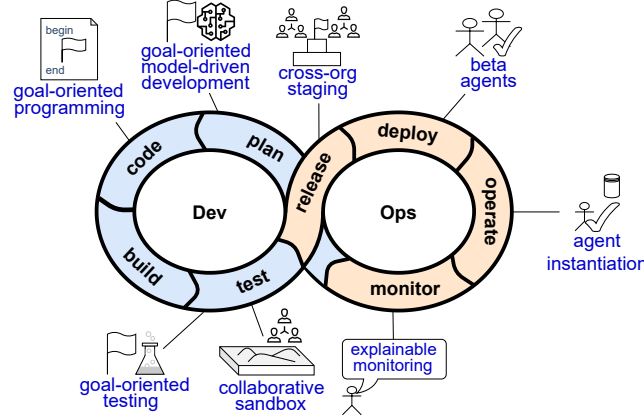 begin
end
goal-oriented
programming
goal-oriented
model-driven
development
cross-org
staging
beta
agents
code
plan
release
deploy
operate
Dev
Ops
build
test
monitor
agent
instantiation
goal-oriented
testing
collaborative
sandbox
explainable
monitoring